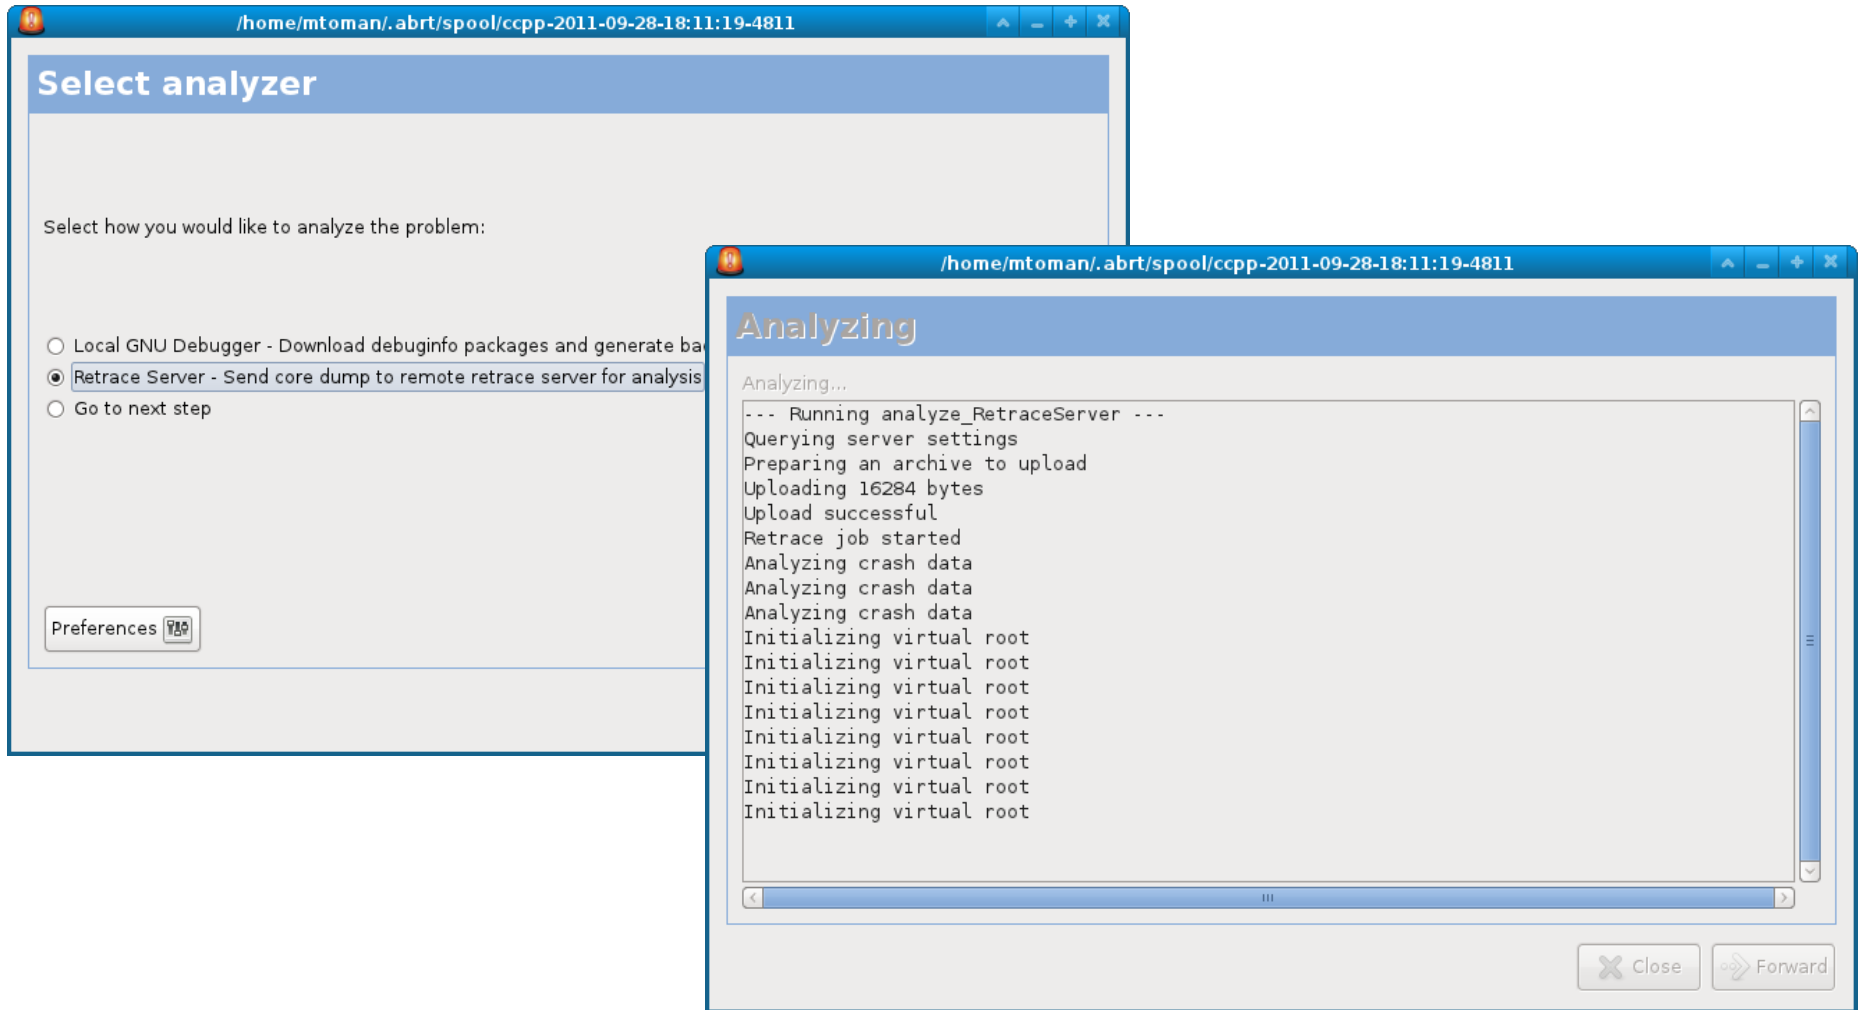 /home/mtoman/.abrt/spool/ccpp-2011-09-28-18:11:19-4811
Select analyzer
Select how you would like to analyze the problem:
Local GNU Debugger - Download debuginfo packages and generate
Retrace Server - Send core dump to remote retrace server for analysis
Go to next step
Preferences
/home/mtoman/.abrt/spool/ccpp-2011-09-28-18:11:19-4811
Analyzing
Analyzing...
--- Running analyze_RetraceServer ---
Querying server settings
Preparing an archive to upload
Uploading 16284 bytes
Upload successful
Retrace job started
Analyzing crash data
Analyzing crash data
Analyzing crash data
Initializing virtual root
Initializing virtual root
Initializing virtual root
Initializing virtual root
Initializing virtual root
Initializing virtual root
Initializing virtual root
Initializing virtual root
Close
Forward